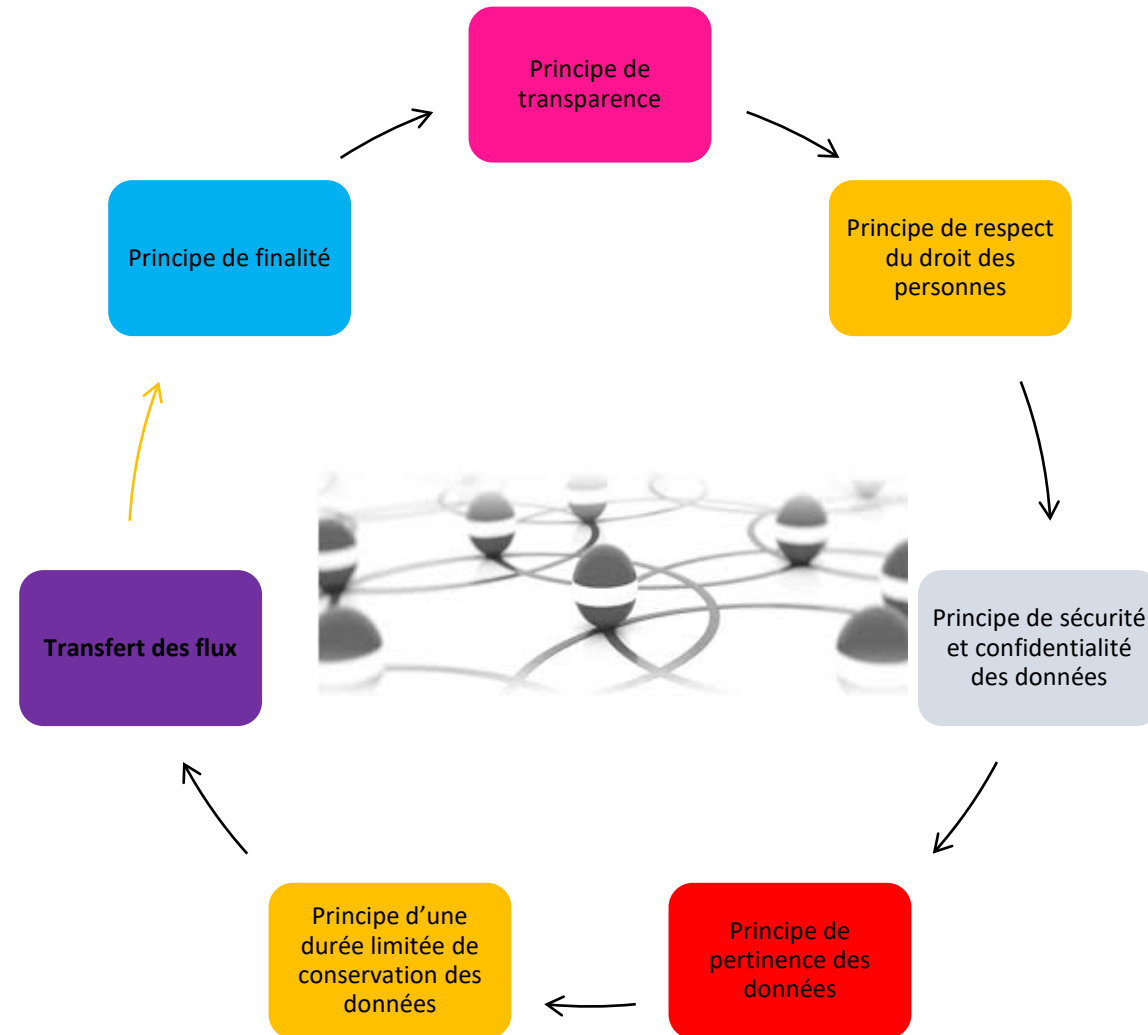 Principe de
transparence
Principe de respect
du droit des
personnes
Principe de sécurité
et confidentialité
des données
Principe de
pertinence des
données
Principe d’une
durée limitée de
conservation des
données
Transfert des flux
Principe de finalité